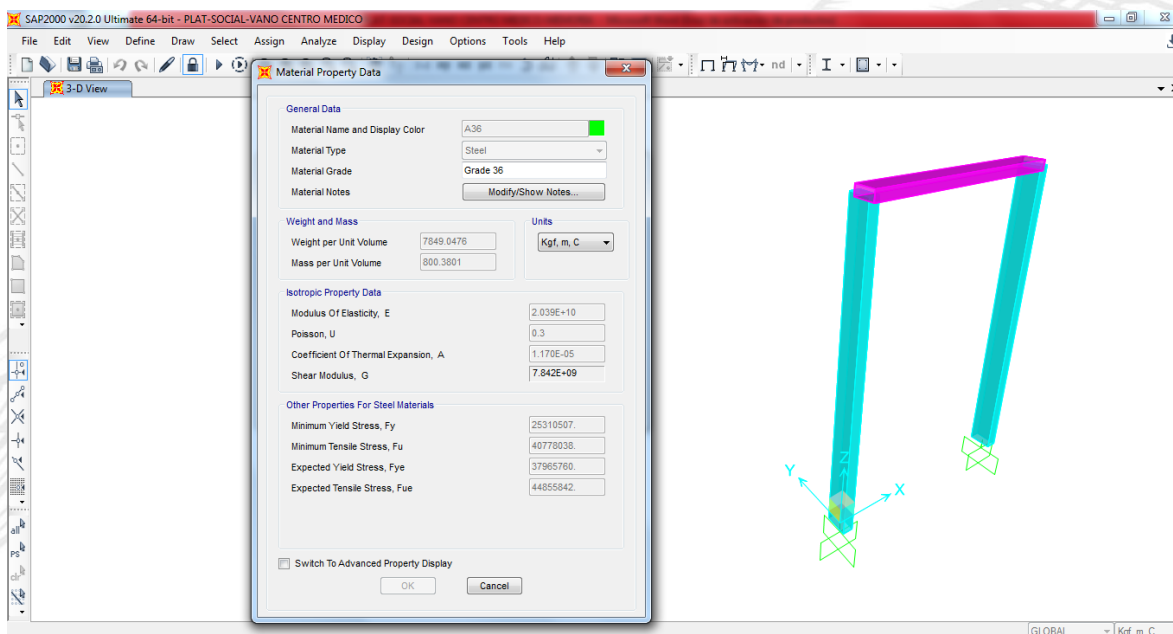 SAP2000 v20.2.0 Ultimate 64-bit - PLAT-SOCIAL-VANO CENTRO MEDICO
File Edit View Define Draw Select Assign Analyze Display Design Options Tools Help
nd
3-D View
Material Property Data
General Data
Material Name and Display Color A36
Material Type Steel
Material Grade Grade 36
Material Notes Modify/Show Notes...
Weight and Mass Units
Weight per Unit Volume 7849.0476 Kgf, m, C
Mass per Unit Volume 800.3801
Isotropic Property Data
Modulus Of Elasticity, E 2.039E+10
Poisson, U 0.3
Coefficient Of Thermal Expansion, A 1.170E-05
Shear Modulus, G 7.842E+09
Other Properties For Steel Materials
Minimum Yield Stress, Fy 25310507.
Minimum Tensile Stress, Fu 40778038.
Expected Yield Stress, Fye 37965760.
Expected Tensile Stress, Fue 44855842.
Switch To Advanced Property Display
OK Cancel
Y Z X
all
ps
clr
GLOBAL Kgf, m, C